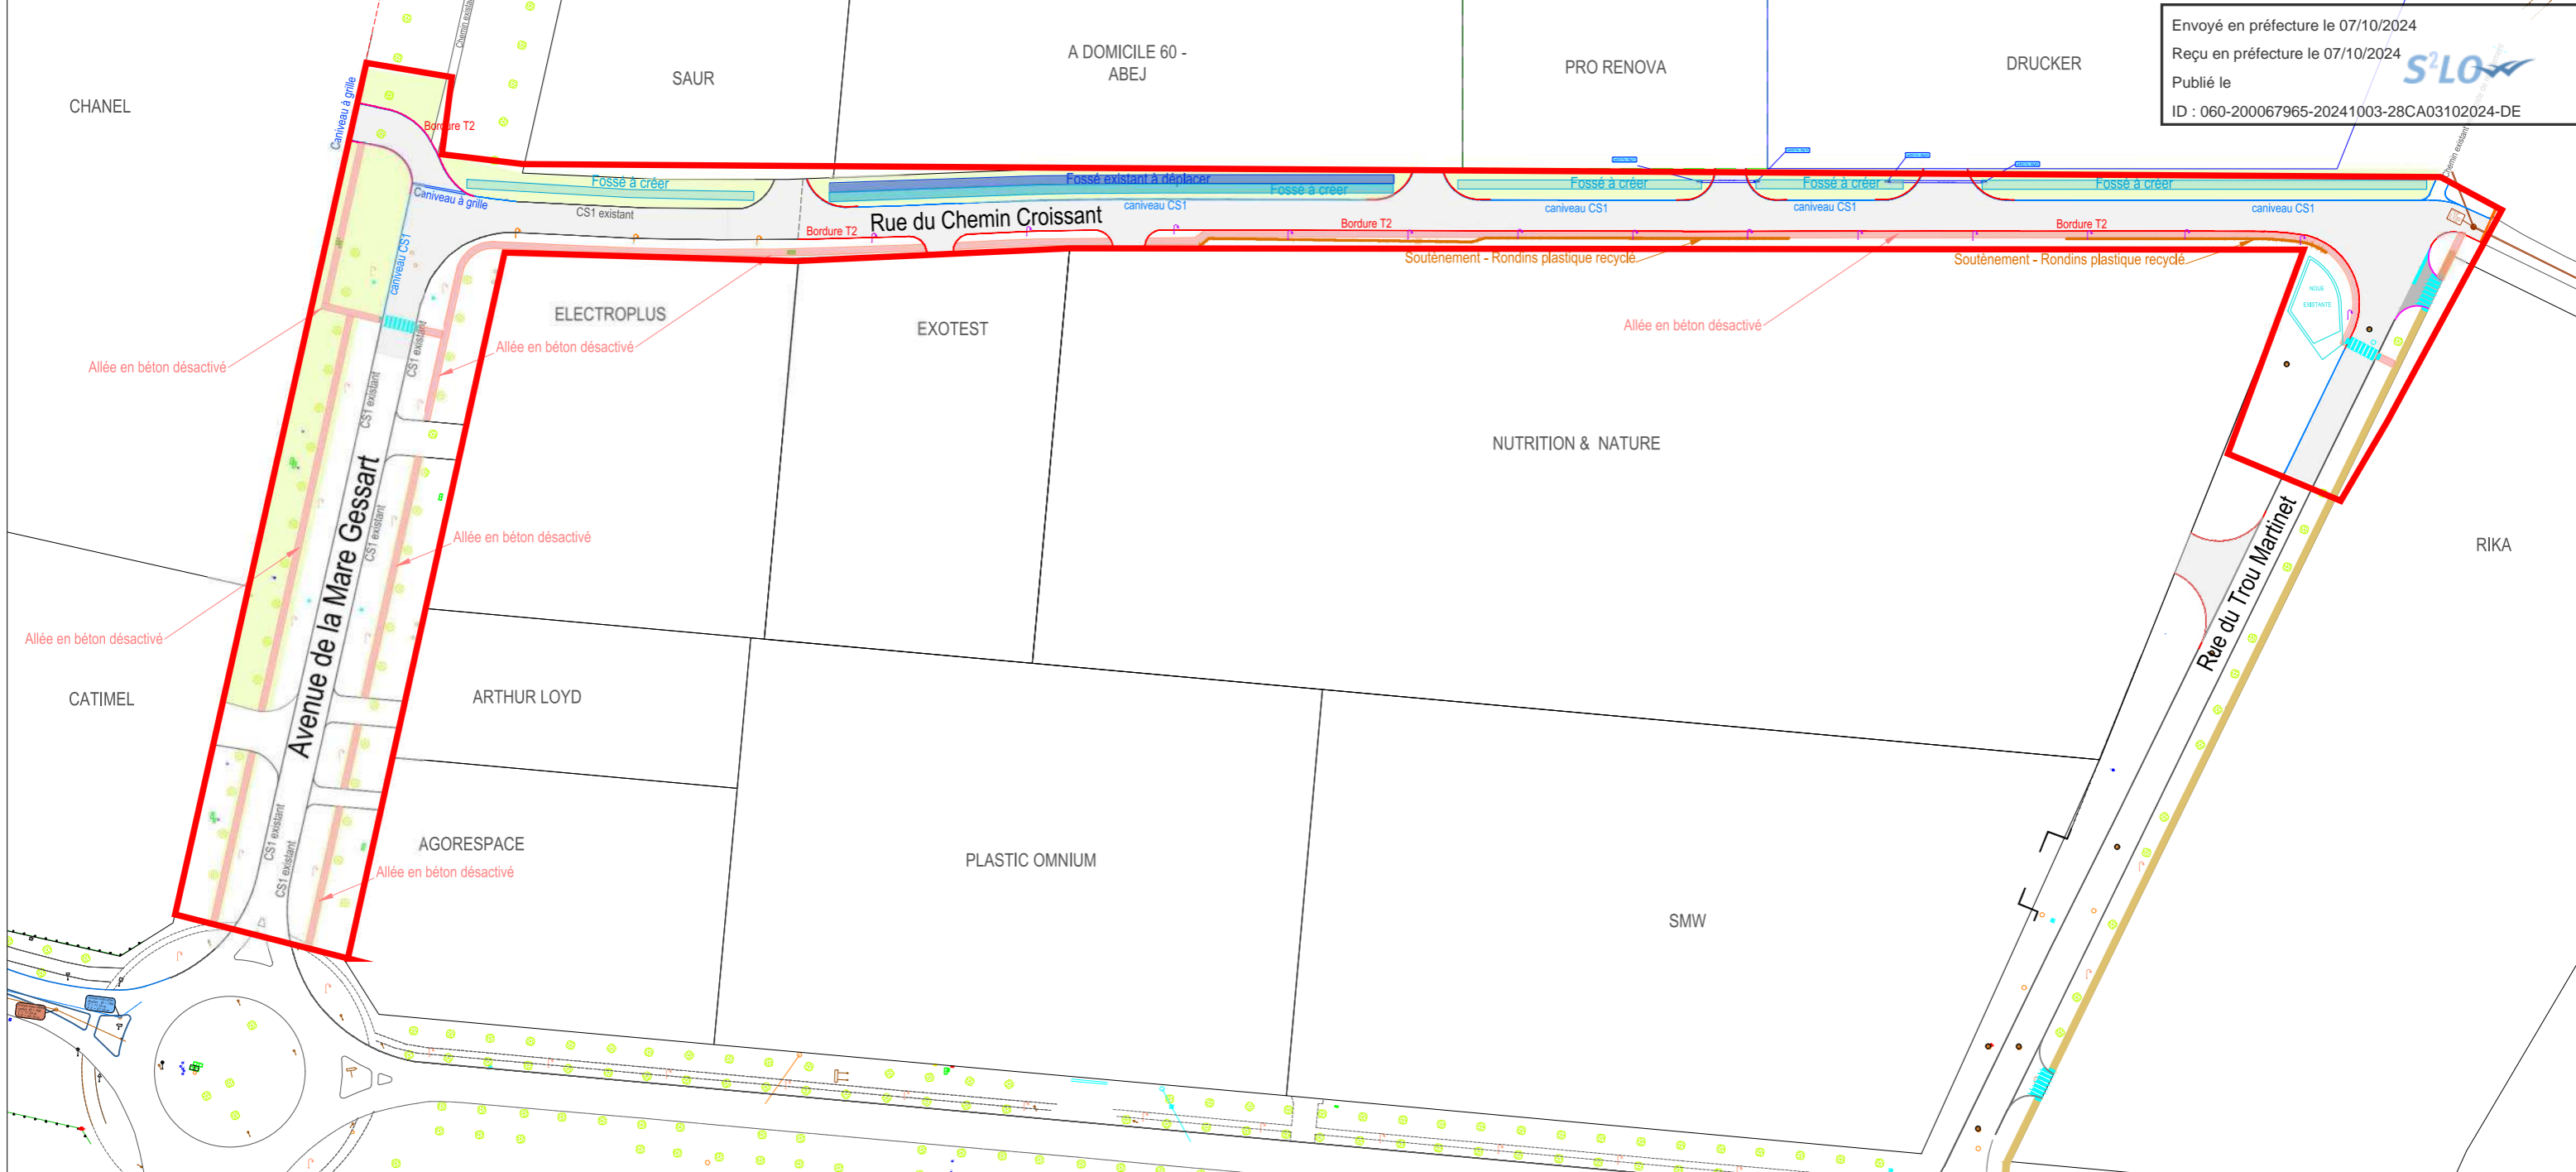 Envoyé en préfecture le 07/10/2024
Reçu en préfecture le 07/10/2024
Publié le
S²LO
ID : 060-200067965-20241003-28CA03102024-DE
CHANEL
SAUR
A DOMICILE 60 -
ABEJ
PRO RENOVA
DRUCKER
Caniveau à grille
Bordure T2
Caniveau à grille
Fossé à créer
CS1 existant
Fossé existant à déplacer
Fossé à créer
caniveau CS1
Rue du Chemin Croissant
Bordure T2
Fossé à créer
caniveau CS1
Bordure T2
Fossé à créer
caniveau CS1
Fossé à créer
caniveau CS1
Bordure T2
Chemin existant
Soutènement - Rondins plastique recyclé
Soutènement - Rondins plastique recyclé
caniveau CS1
NOUE
EXISTANTE
ELECTROPLUS
EXOTEST
Allée en béton désactivé
Allée en béton désactivé
Allée en béton désactivé
CS1 existant
CS1 existant
NUTRITION & NATURE
Avenue de la Mare Gessart
CS1 existant
Allée en béton désactivé
Rue du Trou Martinet
RIKA
Allée en béton désactivé
CATIMEL
ARTHUR LOYD
AGORESPACE
Allée en béton désactivé
CS1 existant
CS1 existant
PLASTIC OMNIUM
SMW